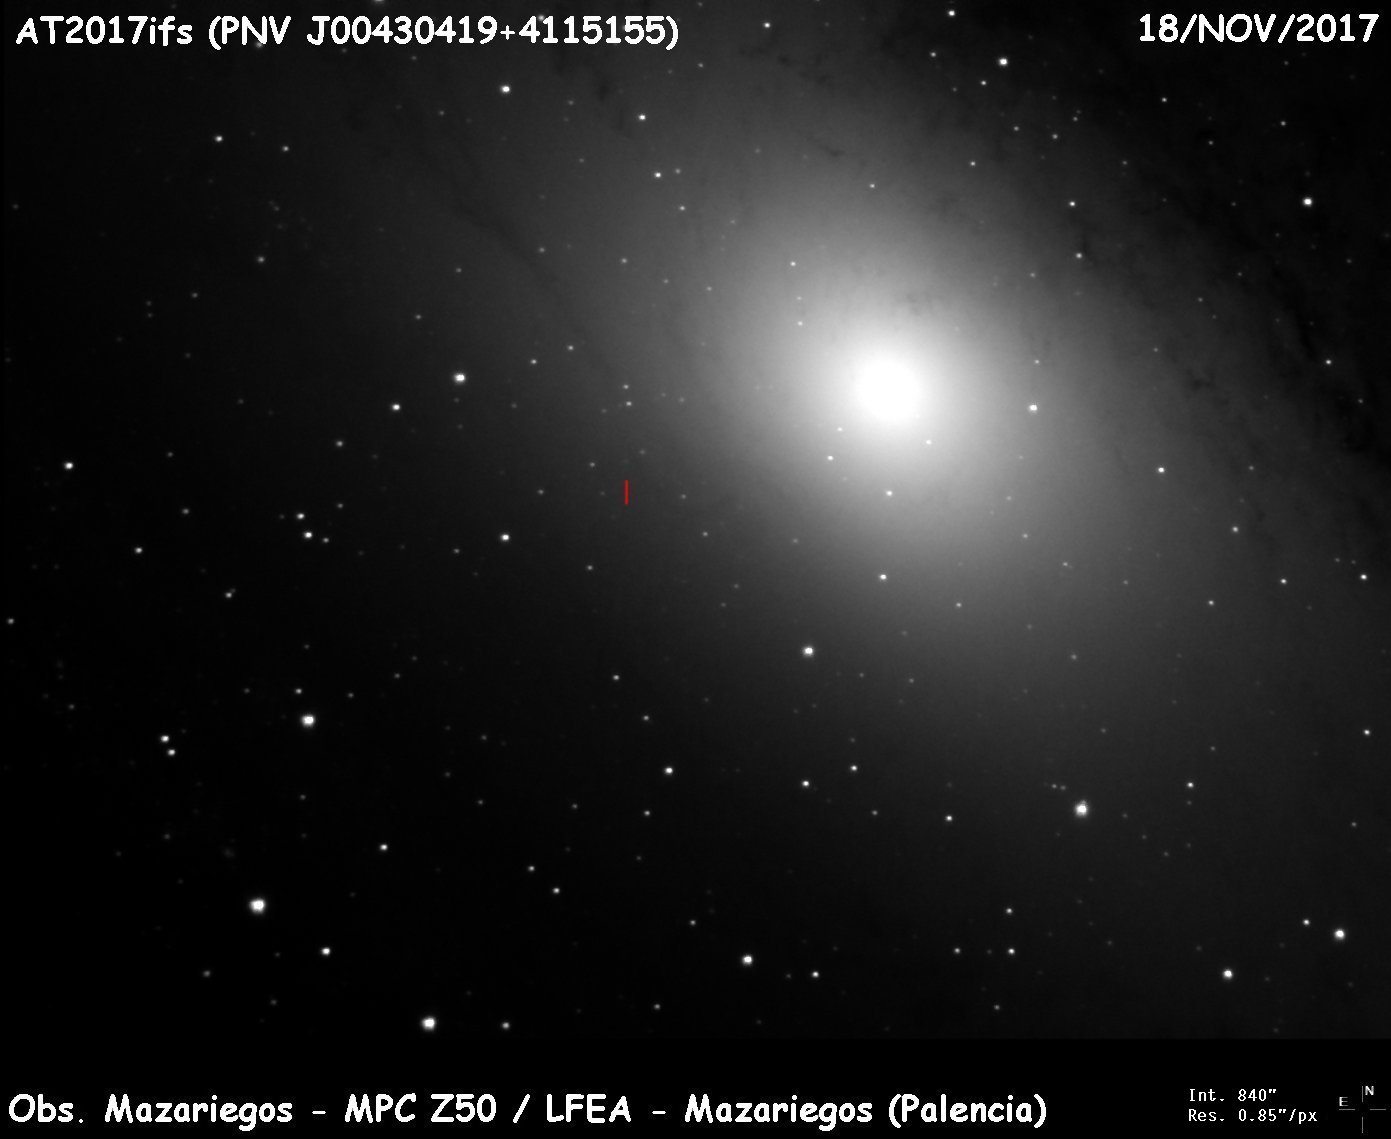 AT2017ifs (PNV J00430419+4115155)
18/NOV/2017
Obs. Mazariegos - MPC Z50 / LFEA - Mazariegos (Palencia)
Int. 840"
Res. 0.85"/px
N
E